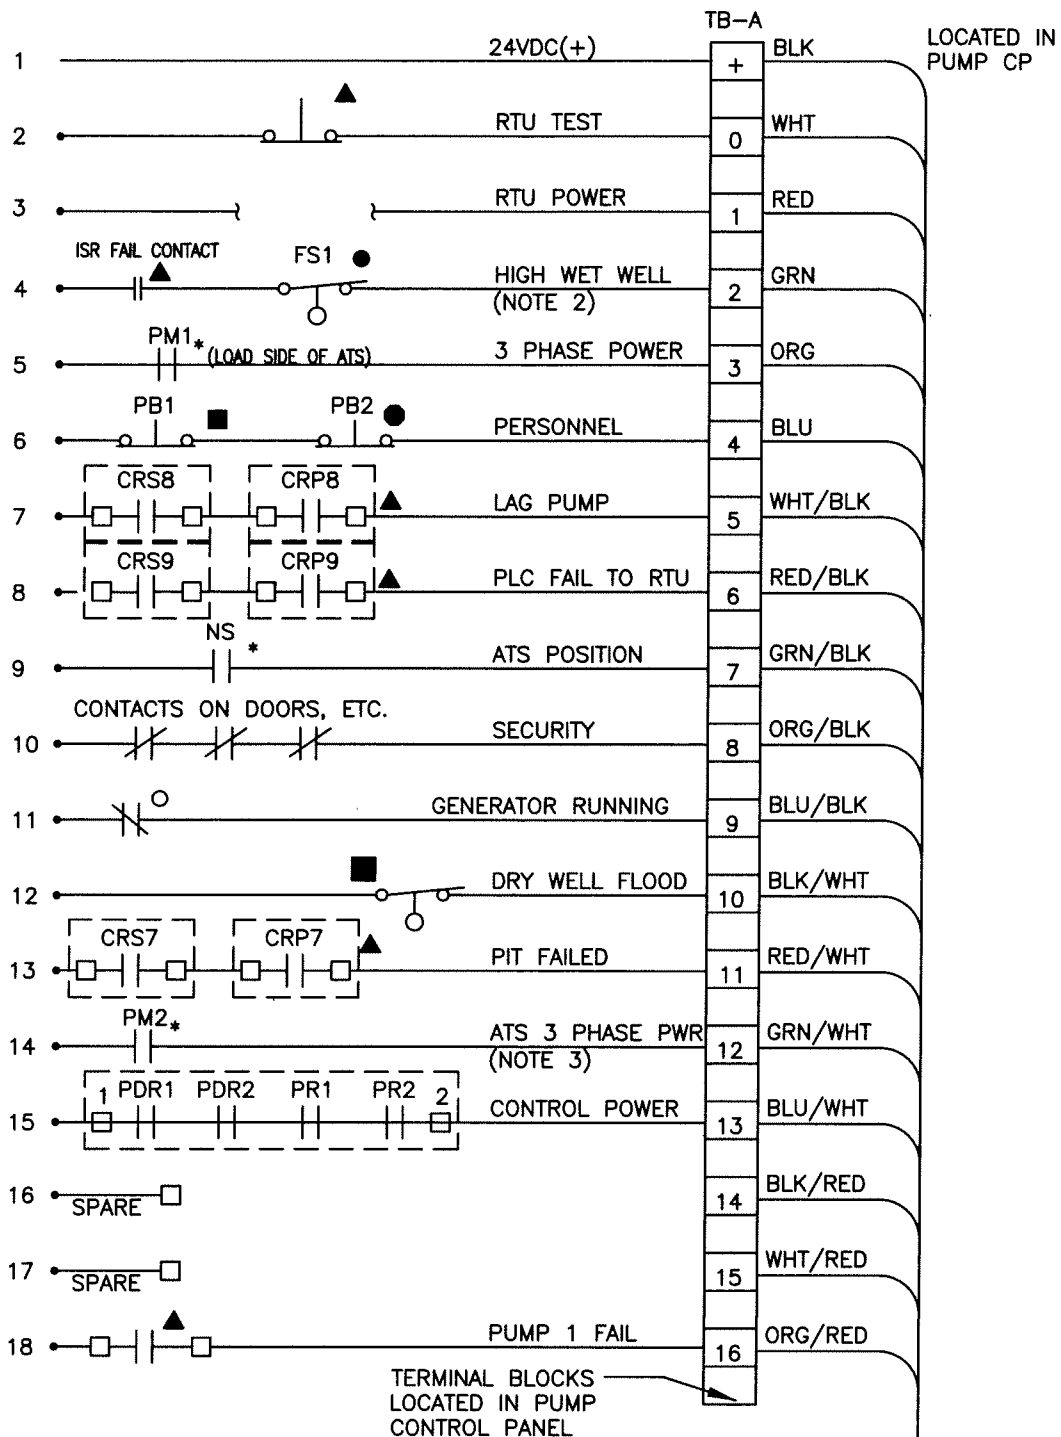 TB-A
LOCATED IN
PUMP CP
1 24VDC(+) + BLK
2 RTU TEST 0 WHT
3 RTU POWER 1 RED
ISR FAIL CONTACT FS1
4 HIGH WET WELL 2 GRN
(NOTE 2)
PM1* (LOAD SIDE OF ATS)
5 3 PHASE POWER 3 ORG
PB1 PB2
6 PERSONNEL 4 BLU
CRS8 CRP8
7 LAG PUMP 5 WHT/BLK
CRS9 CRP9
8 PLC FAIL TO RTU 6 RED/BLK
NS *
9 ATS POSITION 7 GRN/BLK
CONTACTS ON DOORS, ETC.
10 SECURITY 8 ORG/BLK
11 GENERATOR RUNNING 9 BLU/BLK
12 DRY WELL FLOOD 10 BLK/WHT
CRS7 CRP7
13 PIT FAILED 11 RED/WHT
PM2*
14 ATS 3 PHASE PWR 12 GRN/WHT
(NOTE 3)
1 PDR1 PDR2 PR1 PR2 2
15 CONTROL POWER 13 BLU/WHT
16 SPARE 14 BLK/RED
17 SPARE 15 WHT/RED
18 PUMP 1 FAIL 16 ORG/RED
TERMINAL BLOCKS
LOCATED IN PUMP
CONTROL PANEL